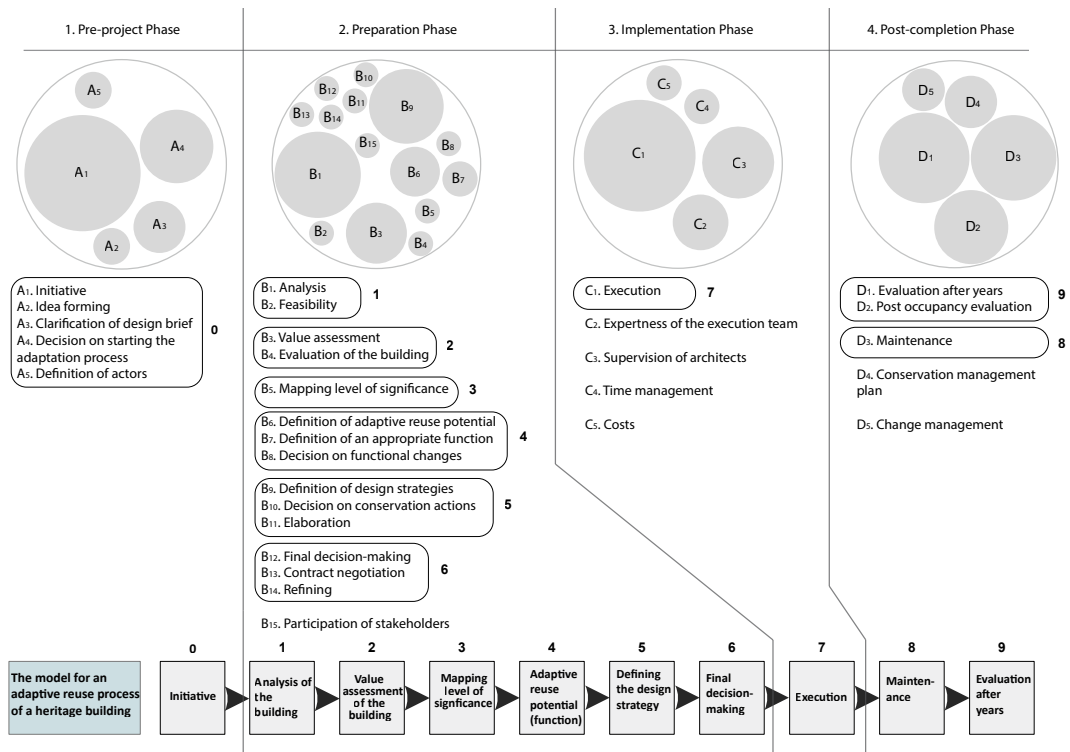 1. Pre-project Phase
2. Preparation Phase
3. Implementation Phase
4. Post-completion Phase
A5
A4
A1
A3
A2
B10
B12
B9
B11
B13
B14
B15
B8
B1
B6
B7
B5
B2
B3
B4
C5
C4
C1
C3
C2
D5
D4
D1
D3
D2
A1. Initiative
A2. Idea forming
A3. Clarification of design brief
A4. Decision on starting the
adaptation process
A5. Definition of actors
0
B1. Analysis
B2. Feasibility
1
B3. Value assessment
B4. Evaluation of the building
2
B5. Mapping level of significance
3
B6. Definition of adaptive reuse potential
B7. Definition of an appropriate function
B8. Decision on functional changes
4
B9. Definition of design strategies
B10. Decision on conservation actions
B11. Elaboration
5
B12. Final decision-making
B13. Contract negotiation
B14. Refining
6
B15. Participation of stakeholders
C1. Execution
7
C2. Expertness of the execution team
C3. Supervision of architects
C4. Time management
C5. Costs
D1. Evaluation after years
D2. Post occupancy evaluation
9
D3. Maintenance
8
D4. Conservation management
plan
D5. Change management
The model for an
adaptive reuse process
of a heritage building
0
Initiative
1
Analysis of
the
building
2
Value
assessment
of the
building
3
Mapping
level of
signficance
4
Adaptive
reuse
potential
(function)
5
Defining
the design
strategy
6
Final
decision-
making
7
Execution
8
Mainten-
ance
9
Evaluation
after
years